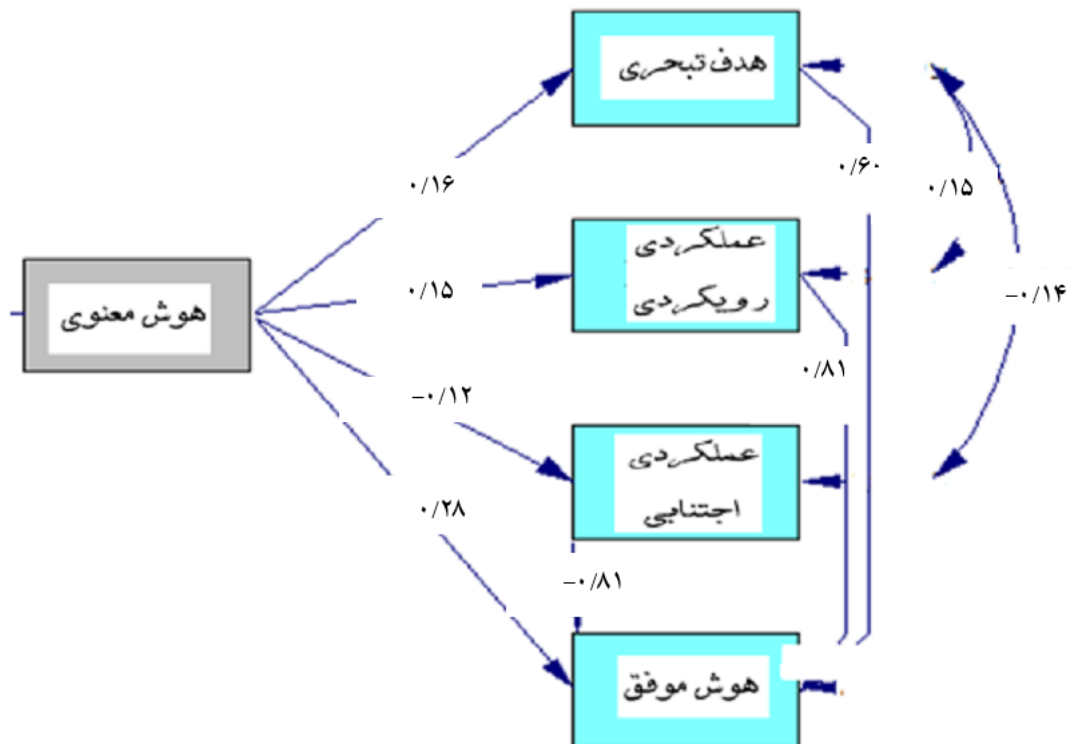 هدف تبحری
۰/۶۰
۰/۱۶
۰/۱۵
عملکردی
رویکردی
هوش معنوی
۰/۱۵
-۰/۱۴
۰/۸۱
-۰/۱۲
عملکردی
اجتنابی
۰/۲۸
-۰/۸۱
هوش موفق